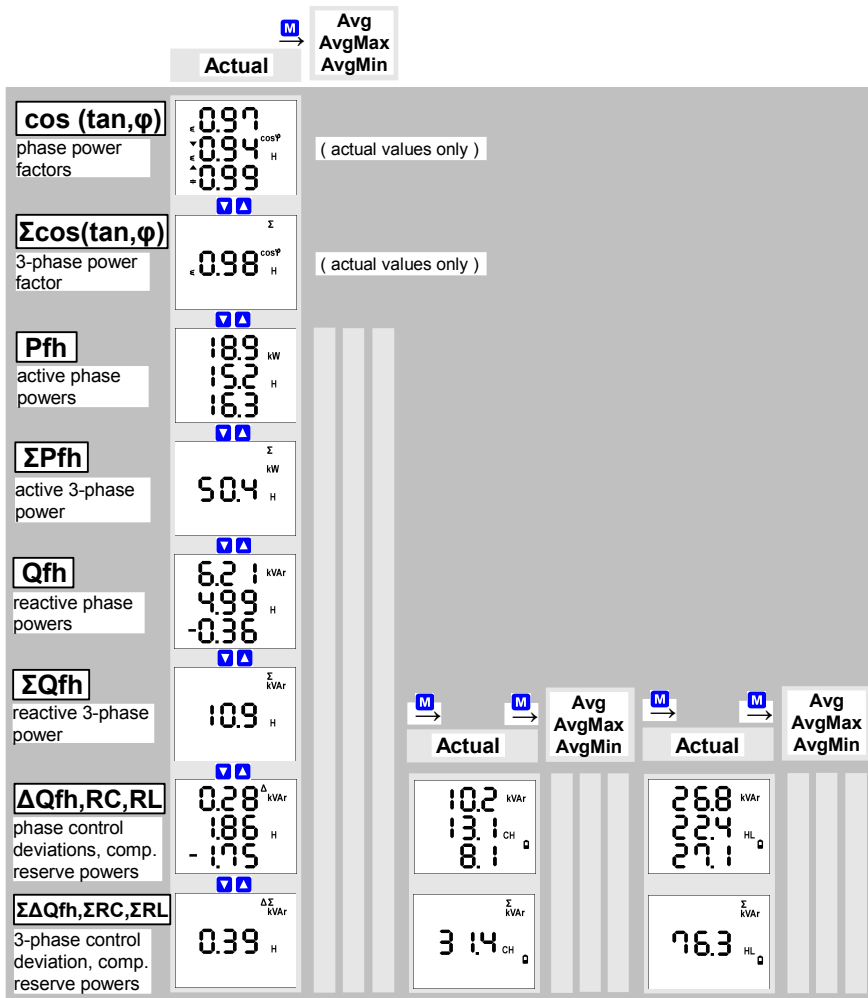 M
→
Avg
AvgMax
AvgMin
Actual
cos (tan,φ)
phase power
factors
0.97
cosφ
0.94 H
0.99
( actual values only )
Σcos(tan,φ)
3-phase power
factor
Σ
0.98 cosφ
H
( actual values only )
Pfh
active phase
powers
18.9 kW
15.2 H
16.3
ΣPfh
active 3-phase
power
Σ
kW
50.4 H
Qfh
reactive phase
powers
6.21 kVAr
4.99 H
-0.36
ΣQfh
reactive 3-phase
power
Σ
kVAr
10.9 H
M
→
M
→
Actual
Avg
AvgMax
AvgMin
M
→
M
→
Actual
Avg
AvgMax
AvgMin
ΔQfh,RC,RL
phase control
deviations, comp.
reserve powers
0.28 Δ kVAr
1.86 H
- 1.75
10.2 kVAr
13.1 CH
8.1
26.8 kVAr
22.4 HL
27.1
ΣΔQfh,ΣRC,ΣRL
3-phase control
deviation, comp.
reserve powers
ΔΣ
kVAr
0.39 H
Σ
kVAr
31.4 CH
Σ
kVAr
76.3 HL